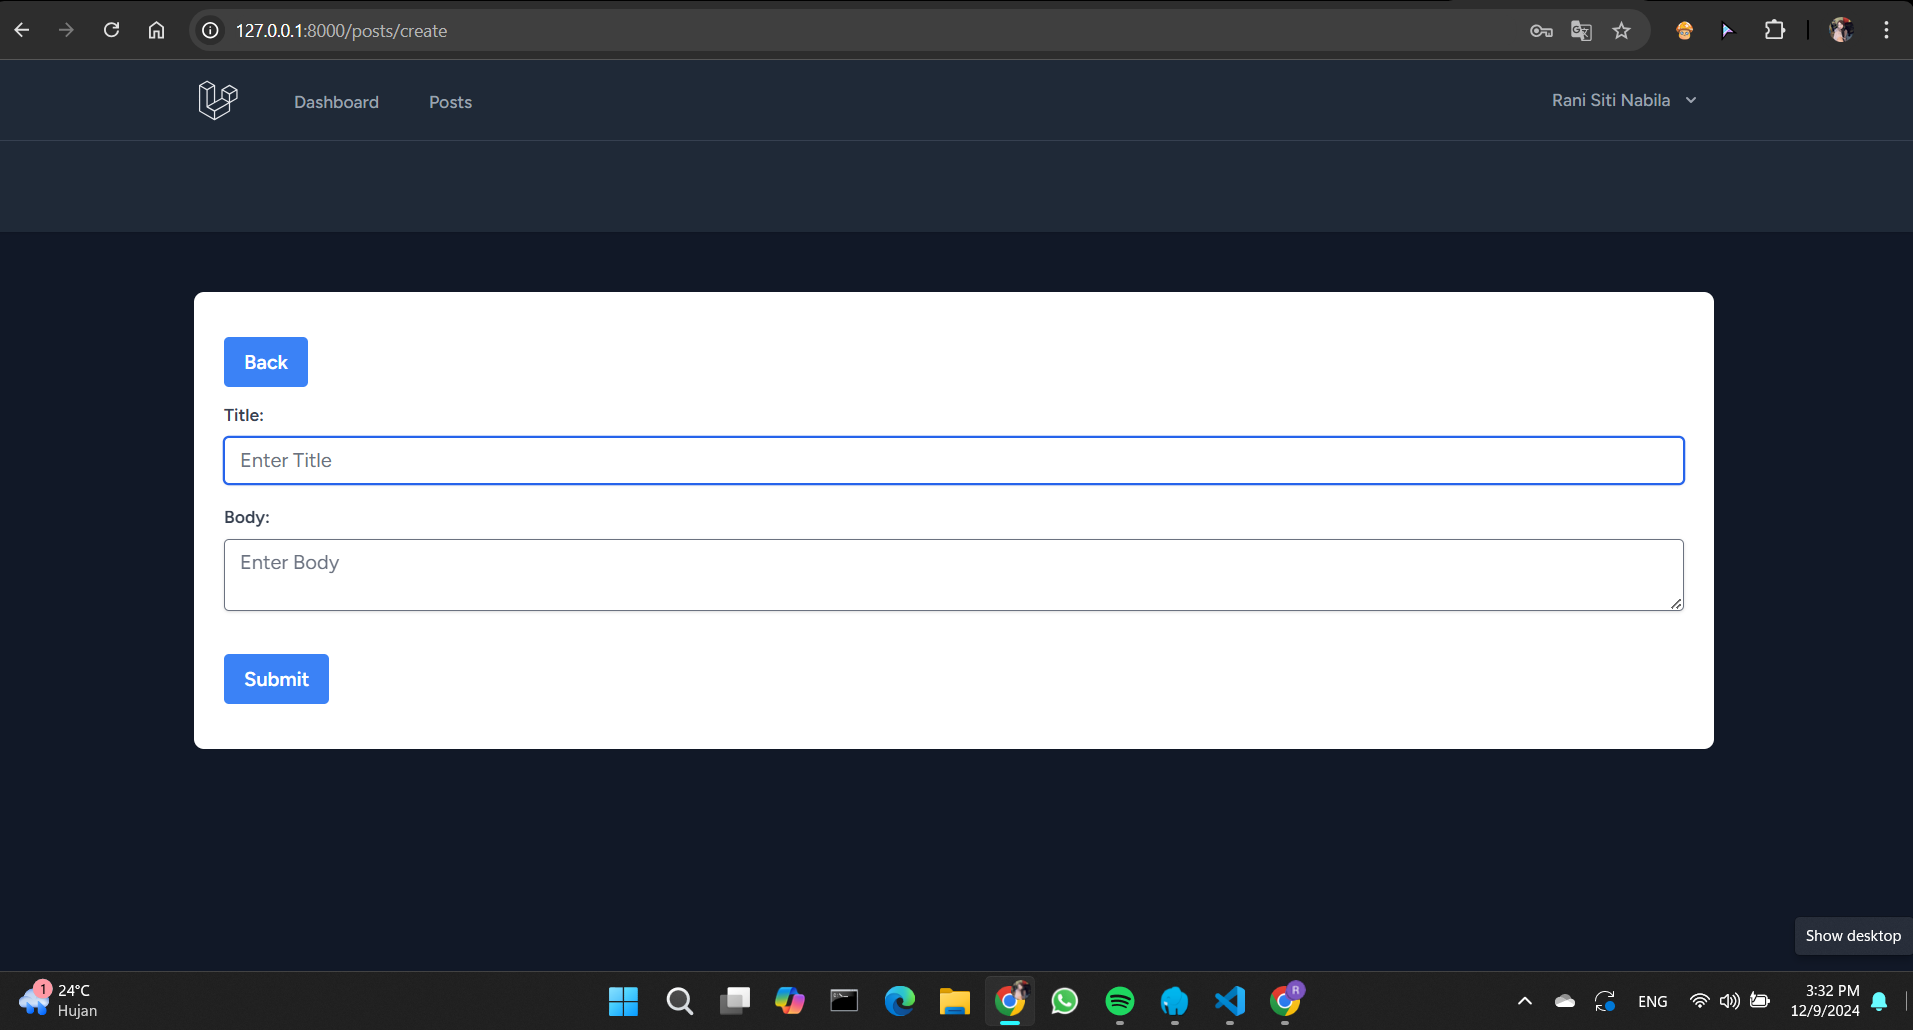 127.0.0.1:8000/posts/create
Dashboard Posts Rani Siti Nabila
Back
Title:
Enter Title
Body:
Enter Body
Submit
Show desktop
1 24°C
Hujan
R
ENG
3:32 PM
12/9/2024